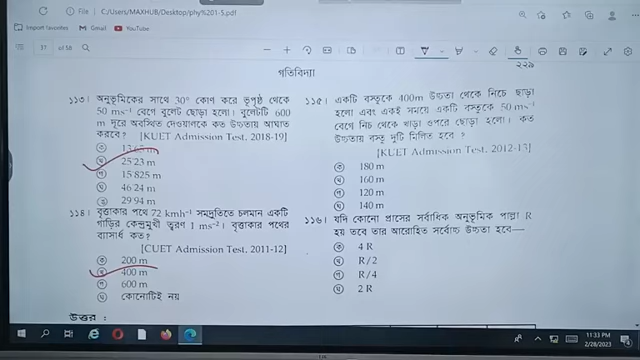 File | C:/Users/MAXHUB/Desktop/phy%201-5.pdf
Import favorites Gmail YouTube
of 58
গতিবিদ্যা
২২৯
১১৩। অনুভূমিকের সাথে 30° কোণ করে ভূপৃষ্ঠ থেকে
50 ms⁻¹ বেগে বুলেট ছোড়া হলো। বুলেটটি 600
m দূরে অবস্থিত দেওয়ালকে কত উচ্চতায় আঘাত
করবে? [KUET Admission Test. 2018-19]
ক
খ 25.23 m
গ 15.825 m
ঘ 46.24 m
ঙ 29.94 m
১১৪। বৃত্তাকার পথে 72 kmh⁻¹ সমদ্রুতিতে চলমান একটি
গাড়ির কেন্দ্রমুখী ত্বরণ 1 ms⁻²। বৃত্তাকার পথের
ব্যাসার্ধ কত?
[CUET Admission Test. 2011-12]
ক 200 m
খ 400 m
গ 600 m
ঘ কোনোটিই নয়
উত্তর :
১১৫। একটি বস্তুকে 400m উচ্চতা থেকে নিচে ছাড়া
হলো এবং একই সময়ে একটি বস্তুকে 50 ms⁻¹
বেগে নিচ থেকে খাড়া ওপরে ছোড়া হলো। কত
উচ্চতায় বস্তু দুটি মিলিত হবে ?
[KUET Admission Test. 2012-13]
ক 180 m
খ 160 m
গ 120 m
ঘ 140 m
১১৬। যদি কোনো প্রাসের সর্বাধিক অনুভূমিক পাল্লা R
হয় তবে তার আরোহিত সর্বোচ্চ উচ্চতা হবে—
ক 4 R
খ R/2
গ R/4
ঘ 2 R
11:33 PM
2/28/2023